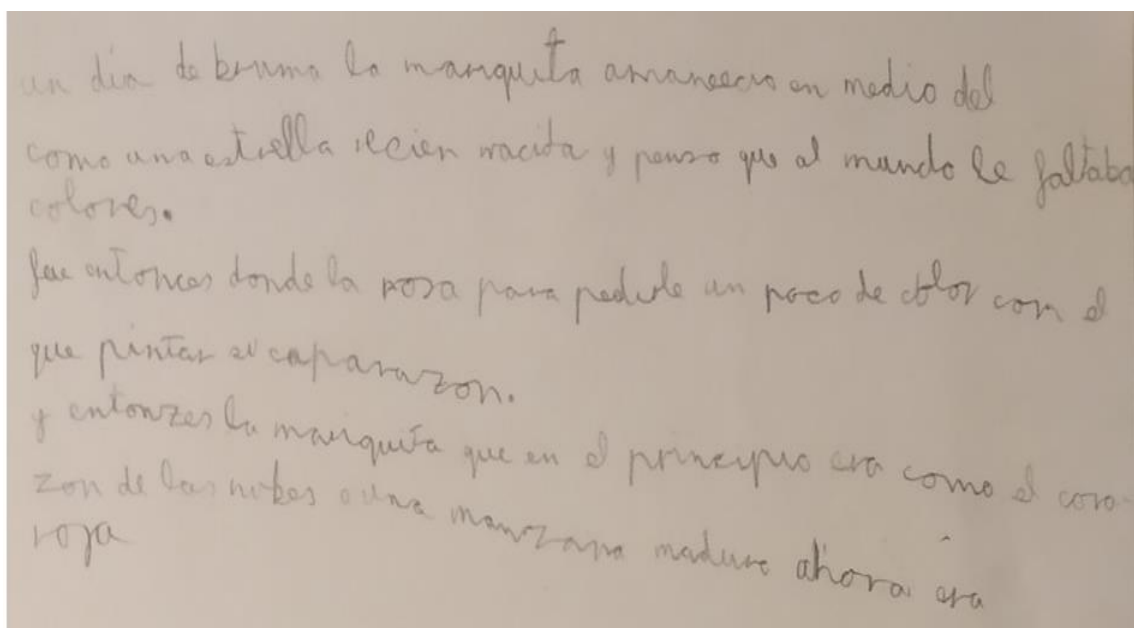 un dia de bruma la mariquita amanecio en medio del
como una estrella recien nacida y penso que al mundo le faltaba
colores.
fue entonces donde la rosa para pedirle un poco de color con el
que pintar el caparazon.
y entonzes la mariquita que en el principio era como el cora-
zon de las nubes o una manzana madura ahora era
roja